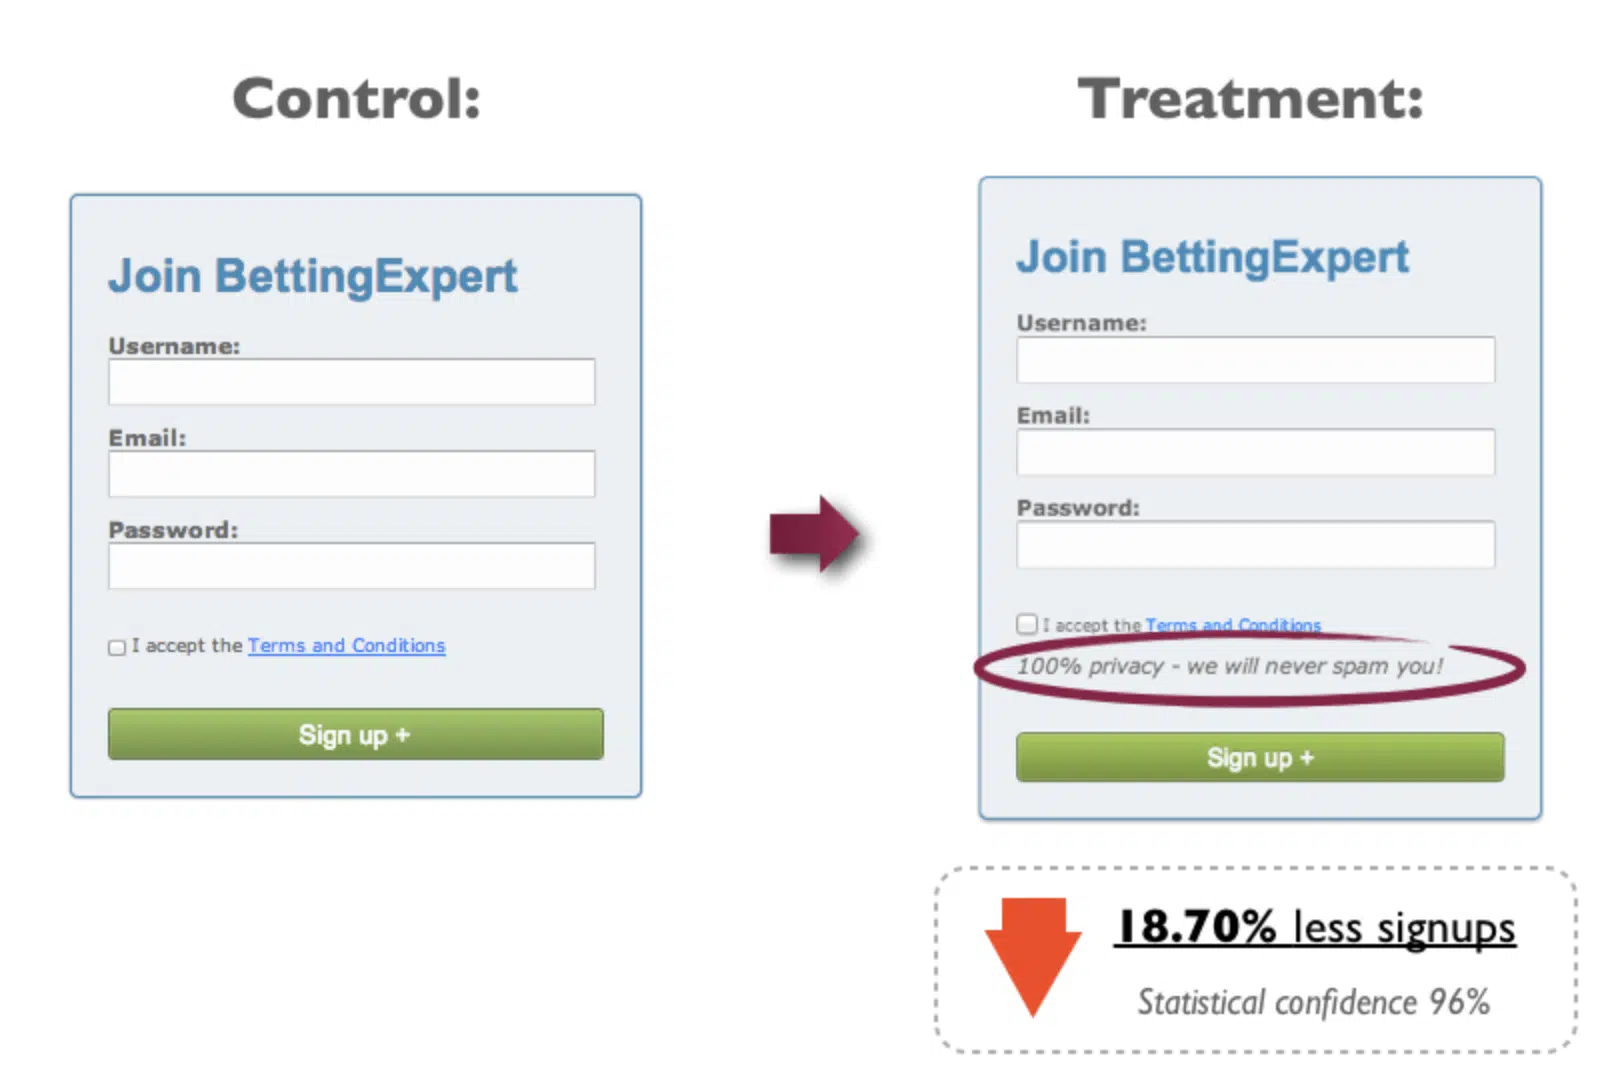 Control:
Join BettingExpert
Username:
Email:
Password:
I accept the Terms and Conditions
Sign up +
Treatment:
Join BettingExpert
Username:
Email:
Password:
I accept the Terms and Conditions
100% privacy - we will never spam you!
Sign up +
18.70% less signups
Statistical confidence 96%